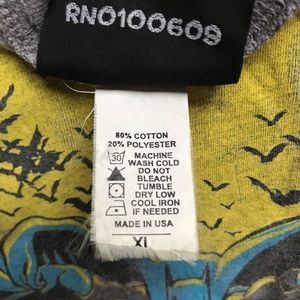 RN0100609
80% COTTON
20% POLYESTER
30
MACHINE
WASH COLD
DO NOT
BLEACH
TUMBLE
DRY LOW
COOL IRON
IF NEEDED
MADE IN USA
XL